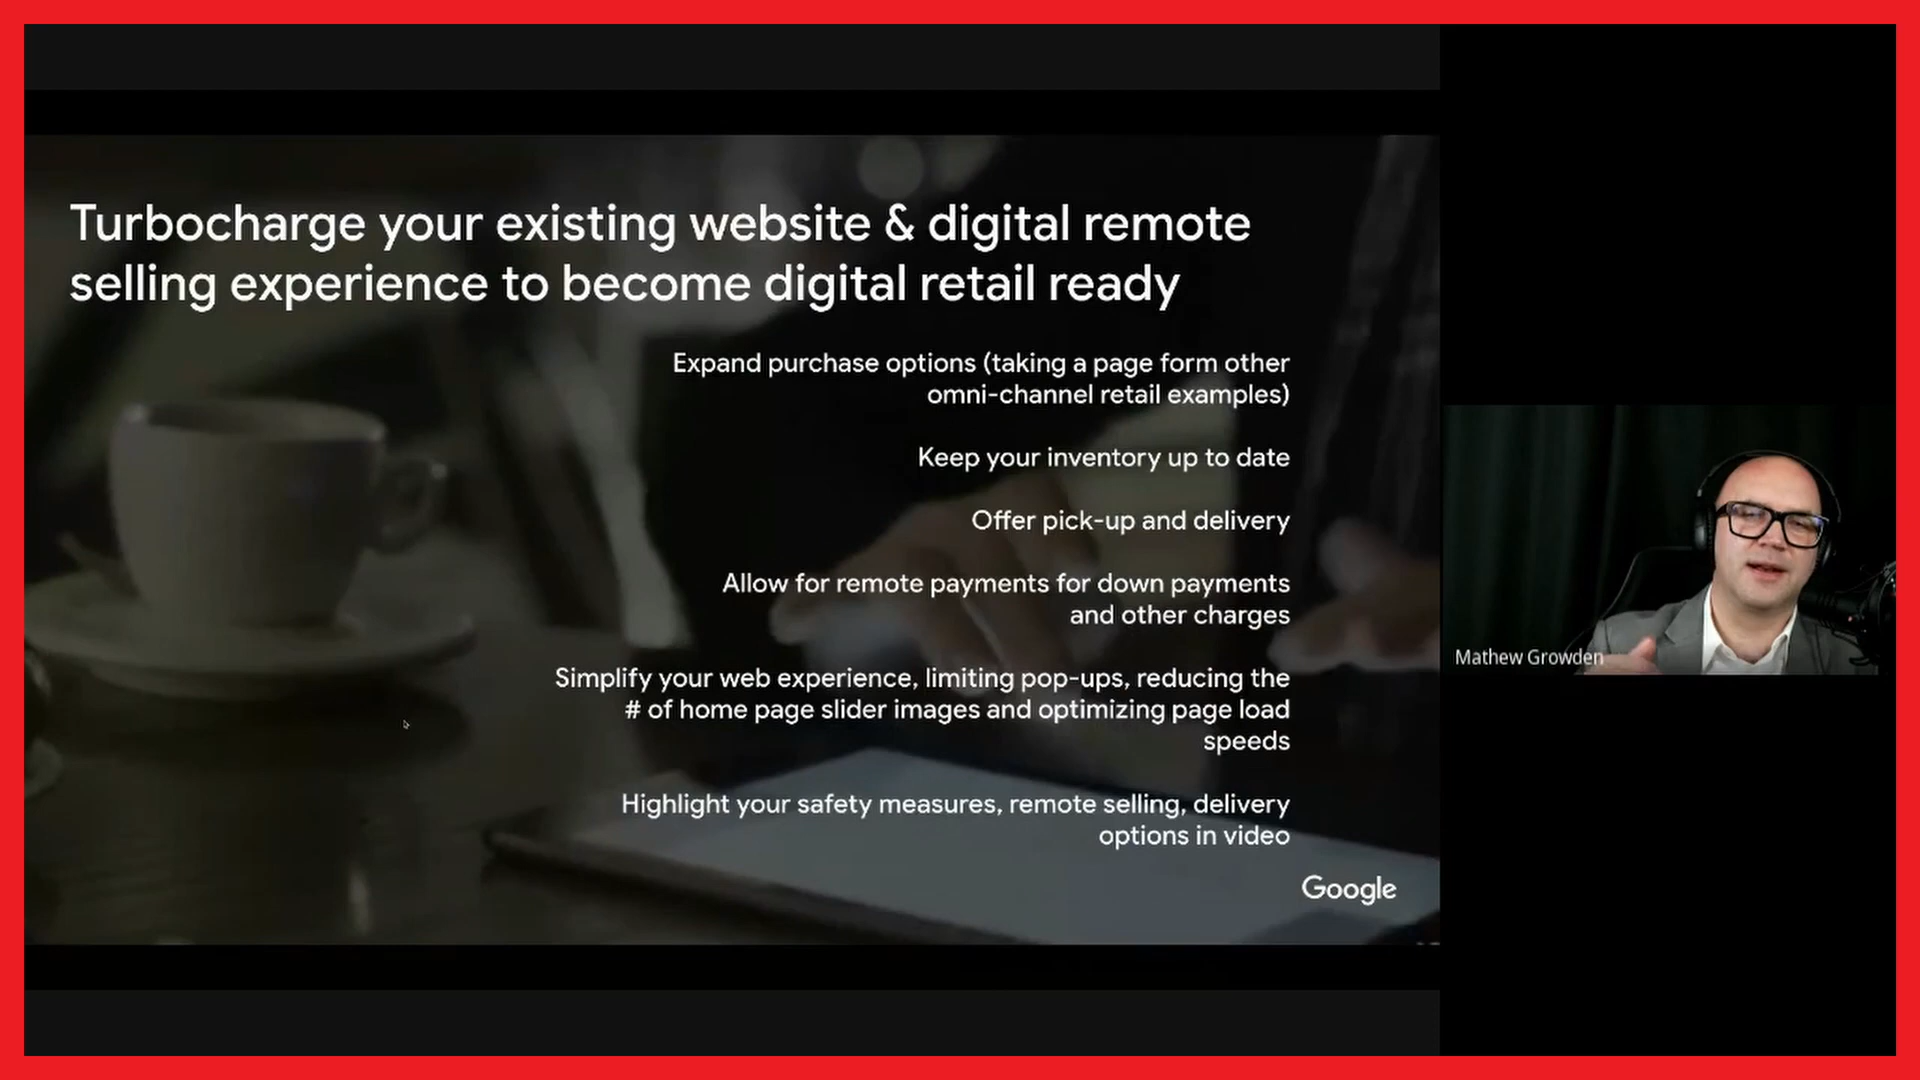 Turbocharge your existing website & digital remote
selling experience to become digital retail ready
Expand purchase options (taking a page form other
omni-channel retail examples)
Keep your inventory up to date
Offer pick-up and delivery
Allow for remote payments for down payments
and other charges
Simplify your web experience, limiting pop-ups, reducing the
# of home page slider images and optimizing page load
speeds
Highlight your safety measures, remote selling, delivery
options in video
Google
Mathew Growden